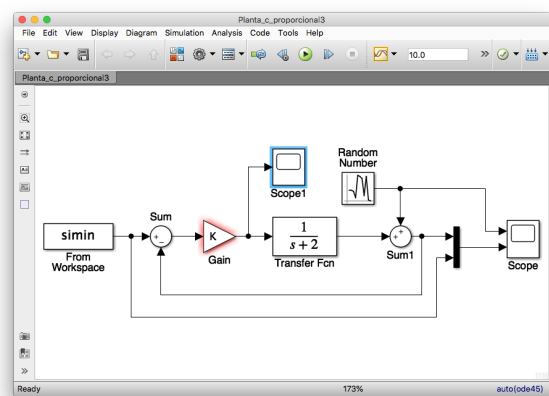 Planta_c_proporcional3
File Edit View Display Diagram Simulation Analysis Code Tools Help
10.0
»
Planta_c_proporcional3
Random
Number
Scope1
simin
From
Workspace
Sum
+
−
K
Gain
1
s + 2
Transfer Fcn
+
+
Sum1
Scope
»
Ready 173% auto(ode45)